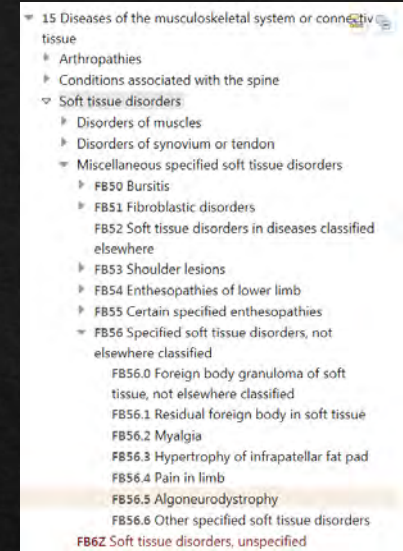 15 Diseases of the musculoskeletal system or connectiv
tissue
Arthropathies
Conditions associated with the spine
Soft tissue disorders
Disorders of muscles
Disorders of synovium or tendon
Miscellaneous specified soft tissue disorders
FB50 Bursitis
FB51 Fibroblastic disorders
FB52 Soft tissue disorders in diseases classified
elsewhere
FB53 Shoulder lesions
FB54 Enthesopathies of lower limb
FB55 Certain specified enthesopathies
FB56 Specified soft tissue disorders, not
elsewhere classified
FB56.0 Foreign body granuloma of soft
tissue, not elsewhere classified
FB56.1 Residual foreign body in soft tissue
FB56.2 Myalgia
FB56.3 Hypertrophy of infrapatellar fat pad
FB56.4 Pain in limb
FB56.5 Algoneurodystrophy
FB56.6 Other specified soft tissue disorders
FB6Z Soft tissue disorders, unspecified